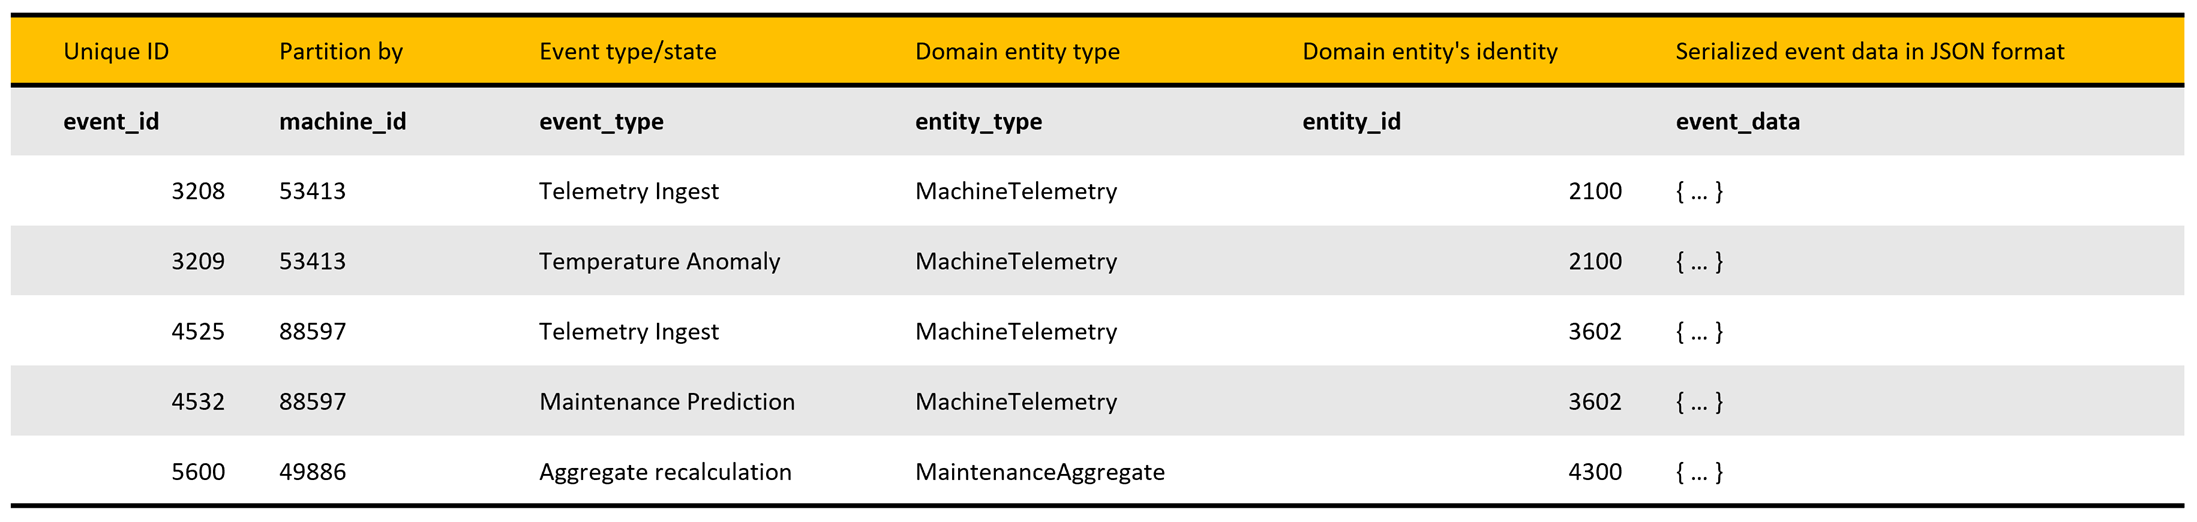 Unique ID Partition by Event type/state Domain entity type Domain entity's identity Serialized event data in JSON format
event_id machine_id event_type entity_type entity_id event_data
3208 53413 Telemetry Ingest MachineTelemetry 2100 { ... }
3209 53413 Temperature Anomaly MachineTelemetry 2100 { ... }
4525 88597 Telemetry Ingest MachineTelemetry 3602 { ... }
4532 88597 Maintenance Prediction MachineTelemetry 3602 { ... }
5600 49886 Aggregate recalculation MaintenanceAggregate 4300 { ... }